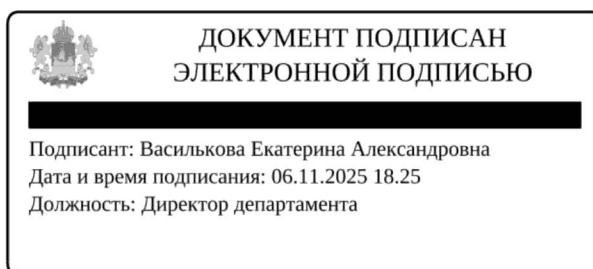 ДОКУМЕНТ ПОДПИСАН
ЭЛЕКТРОННОЙ ПОДПИСЬЮ
Подписант: Василькова Екатерина Александровна
Дата и время подписания: 06.11.2025 18.25
Должность: Директор департамента